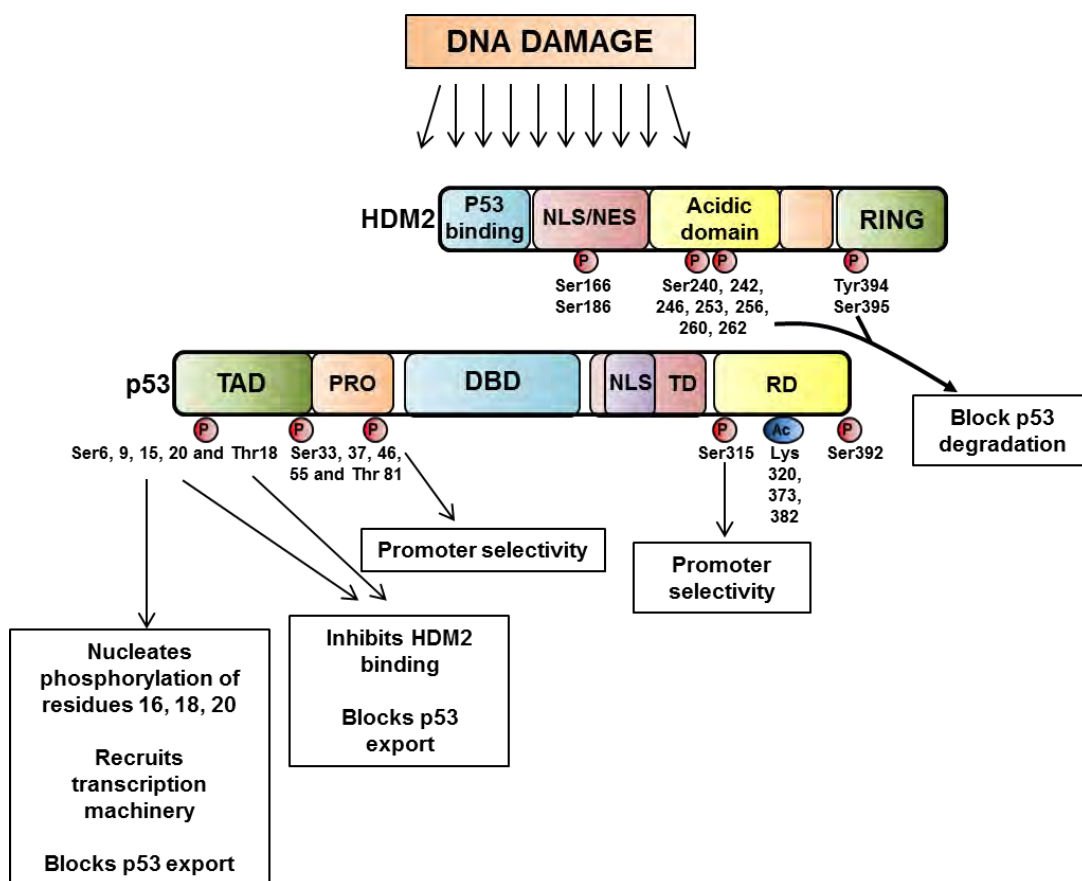 DNA DAMAGE
HDM2
P53
binding
NLS/NES
Acidic
domain
RING
P
P
P
P
Ser166
Ser186
Ser240, 242,
246, 253, 256,
260, 262
Tyr394
Ser395
p53
TAD
PRO
DBD
NLS
TD
RD
Block p53
degradation
P
P
P
P
Ac
P
Ser6, 9, 15, 20 and Thr18
Ser33, 37, 46,
55 and Thr 81
Ser315
Lys
320,
373,
382
Ser392
Promoter selectivity
Promoter
selectivity
Nucleates
phosphorylation of
residues 16, 18, 20
Recruits
transcription
machinery
Blocks p53 export
Inhibits HDM2
binding
Blocks p53
export